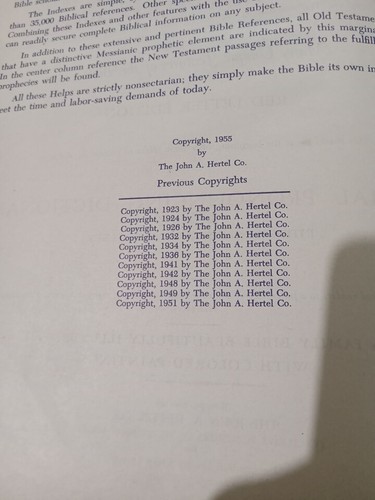 Bible
The Indexes are simple,
than 35,000 Biblical references. Other
Combining these Indexes and other features with the
can readily secure complete Biblical information on any subject.
In addition to these extensive and pertinent Bible References, all Old Testame
that have a distinctive Messianic prophetic element are indicated by this margina
In the center column reference the New Testament passages referring to the fulfill
prophecies will be found.
All these Helps are strictly nonsectarian; they simply make the Bible its own in
eet the time and labor-saving demands of today.
Copyright, 1955
by
The John A. Hertel Co.
Previous Copyrights
Copyright, 1923 by The John A. Hertel Co.
Copyright, 1924 by The John A. Hertel Co.
Copyright, 1926 by The John A. Hertel Co.
Copyright, 1932 by The John A. Hertel Co.
Copyright, 1934 by The John A. Hertel Co.
Copyright, 1936 by The John A. Hertel Co.
Copyright, 1941 by The John A. Hertel Co.
Copyright, 1942 by The John A. Hertel Co.
Copyright, 1948 by The John A. Hertel Co.
Copyright, 1949 by The John A. Hertel Co.
Copyright, 1951 by The John A. Hertel Co.